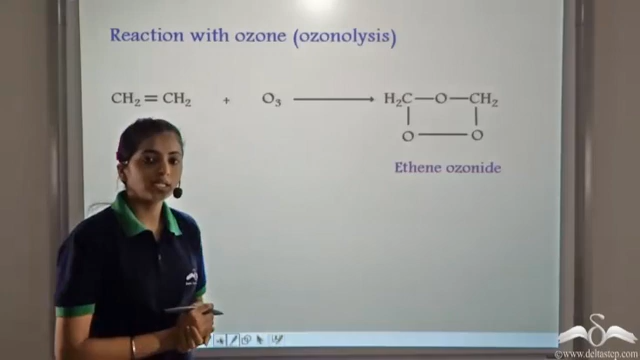 Reaction with ozone (ozonolysis)
CH₂=CH₂ + O₃ ⟶ H₂C—O—CH₂
O—O
Ethene ozonide
©www.deltastep.com